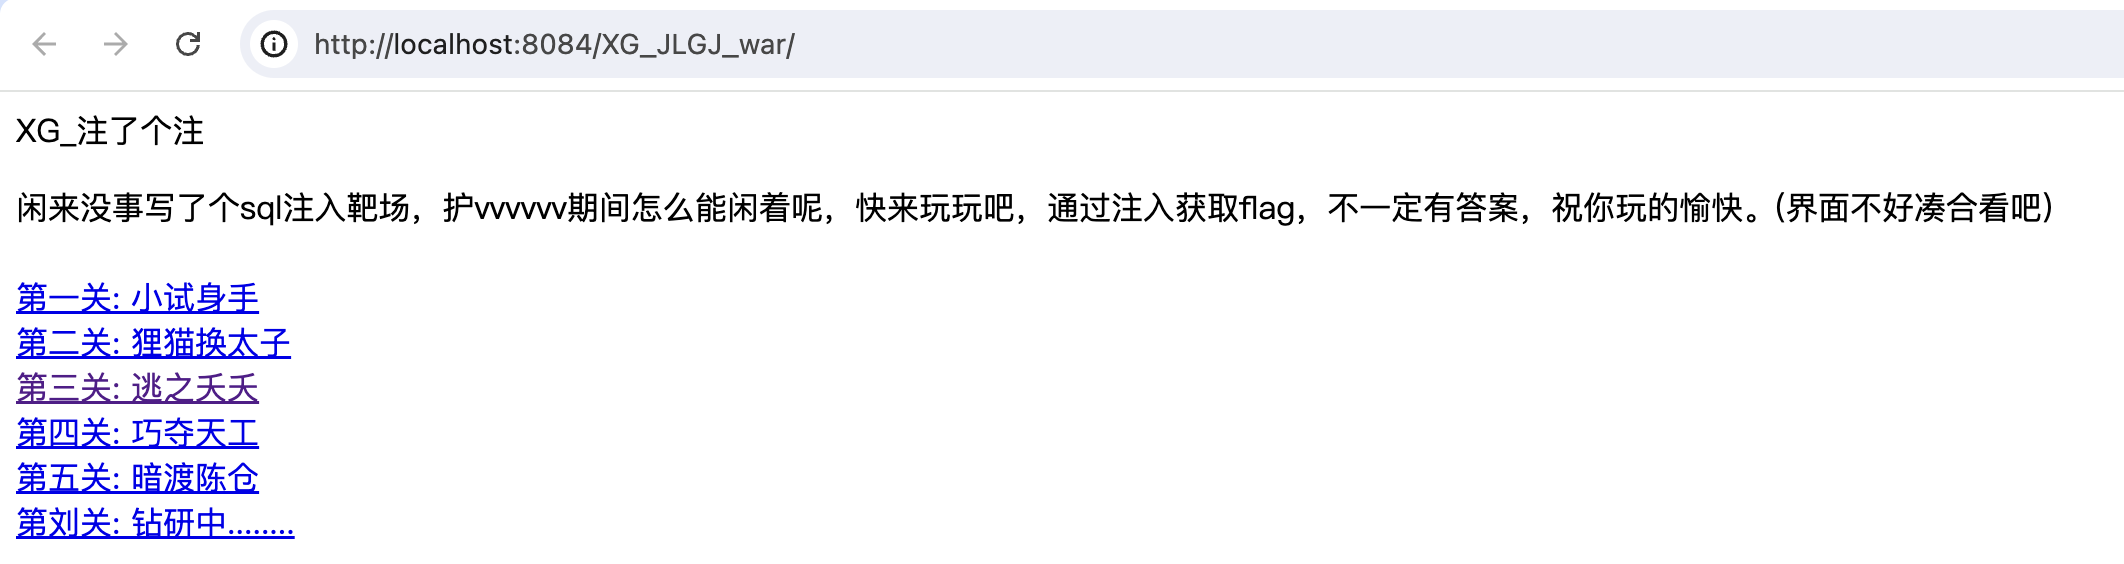 http://localhost:8084/XG_JLGJ_war/
XG_注了个注
闲来没事写了个sql注入靶场，护vvvvvv期间怎么能闲着呢，快来玩玩吧，通过注入获取flag，不一定有答案，祝你玩的愉快。（界面不好凑合看吧）
第一关: 小试身手
第二关: 狸猫换太子
第三关: 逃之夭夭
第四关: 巧夺天工
第五关: 暗渡陈仓
第刘关: 钻研中........